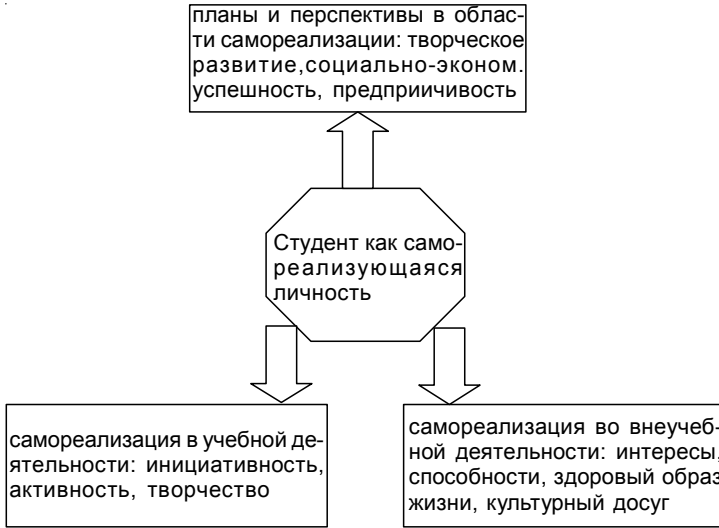 планы и перспективы в облас-
ти самореализации: творческое
развитие,социально-эконом.
успешность, предприичивость
Студент как само-
реализующаяся
личность
самореализация в учебной де-
ятельности: инициативность,
активность, творчество
самореализация во внеучеб-
ной деятельности: интересы,
способности, здоровый образ
жизни, культурный досуг